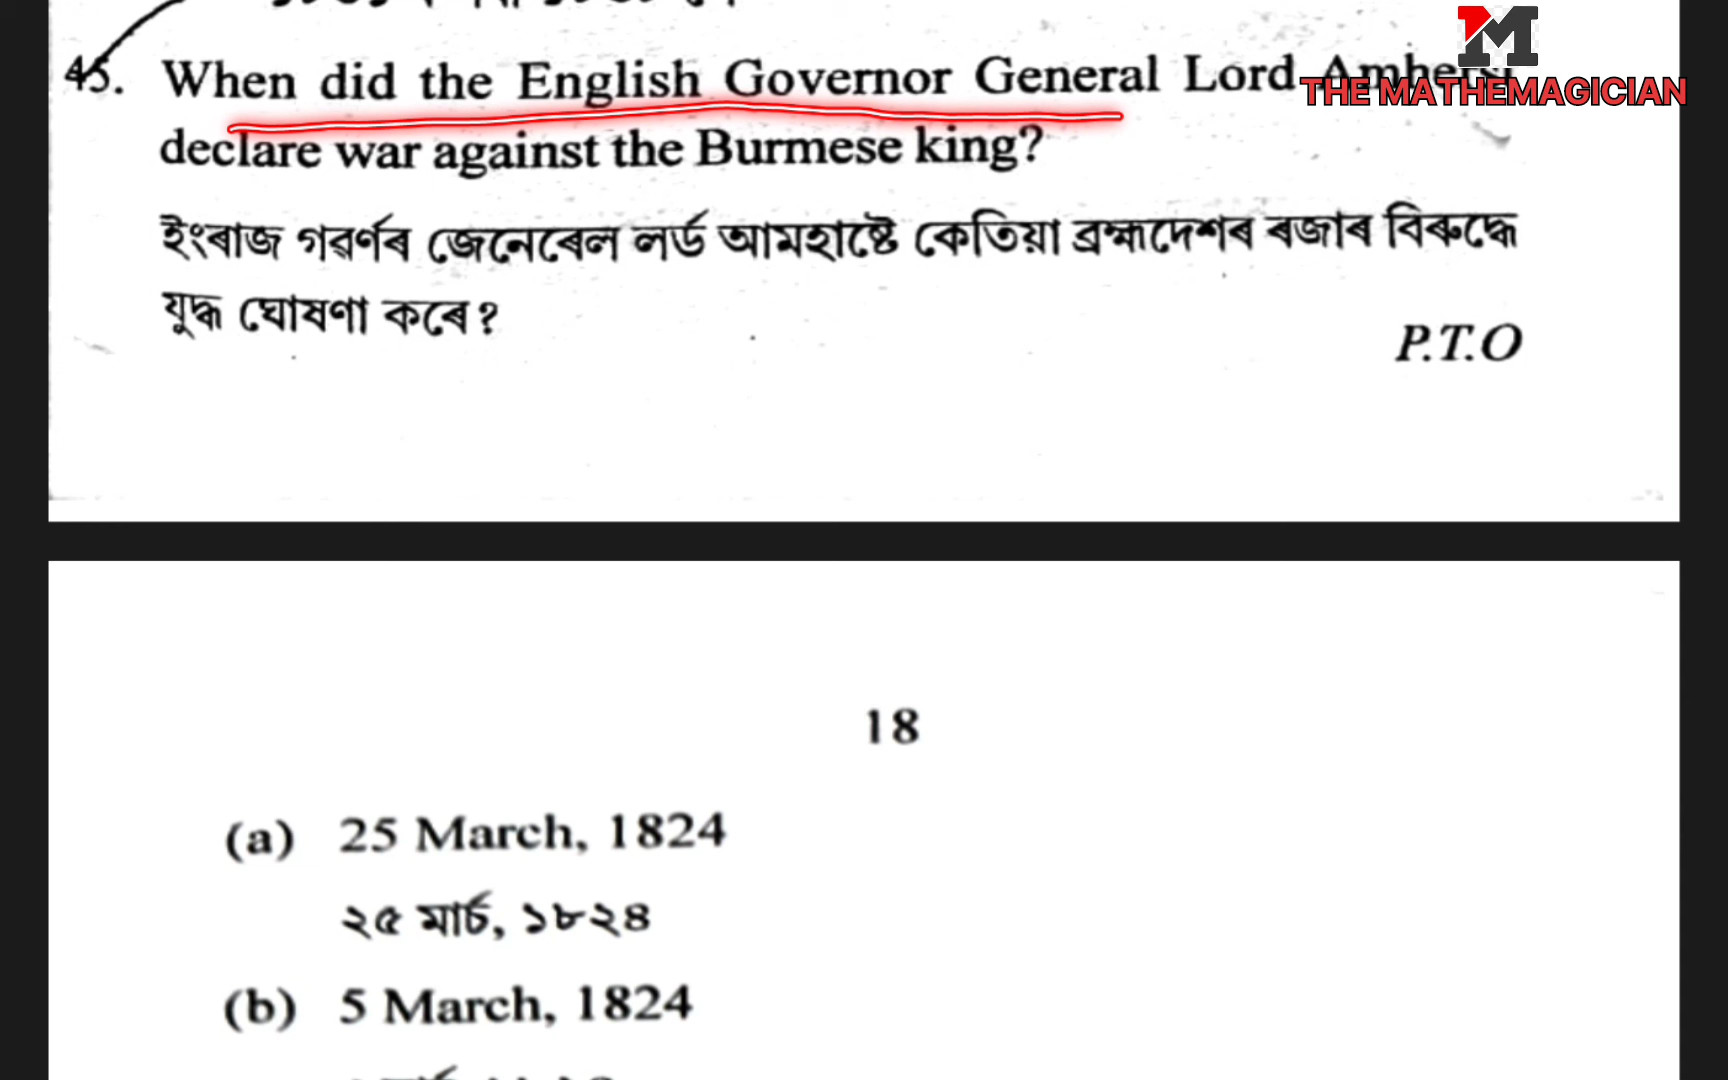 THE MATHEMAGICIAN
45. When did the English Governor General Lord Amherst
declare war against the Burmese king?
ইংৰাজ গৱৰ্ণৰ জেনেৰেল লৰ্ড আমহাৰ্ষ্টে কেতিয়া ব্ৰহ্মদেশৰ ৰজাৰ বিৰুদ্ধে
যুদ্ধ ঘোষণা কৰে?
P.T.O
18
(a) 25 March, 1824
২৫ মাৰ্চ, ১৮২৪
(b) 5 March, 1824